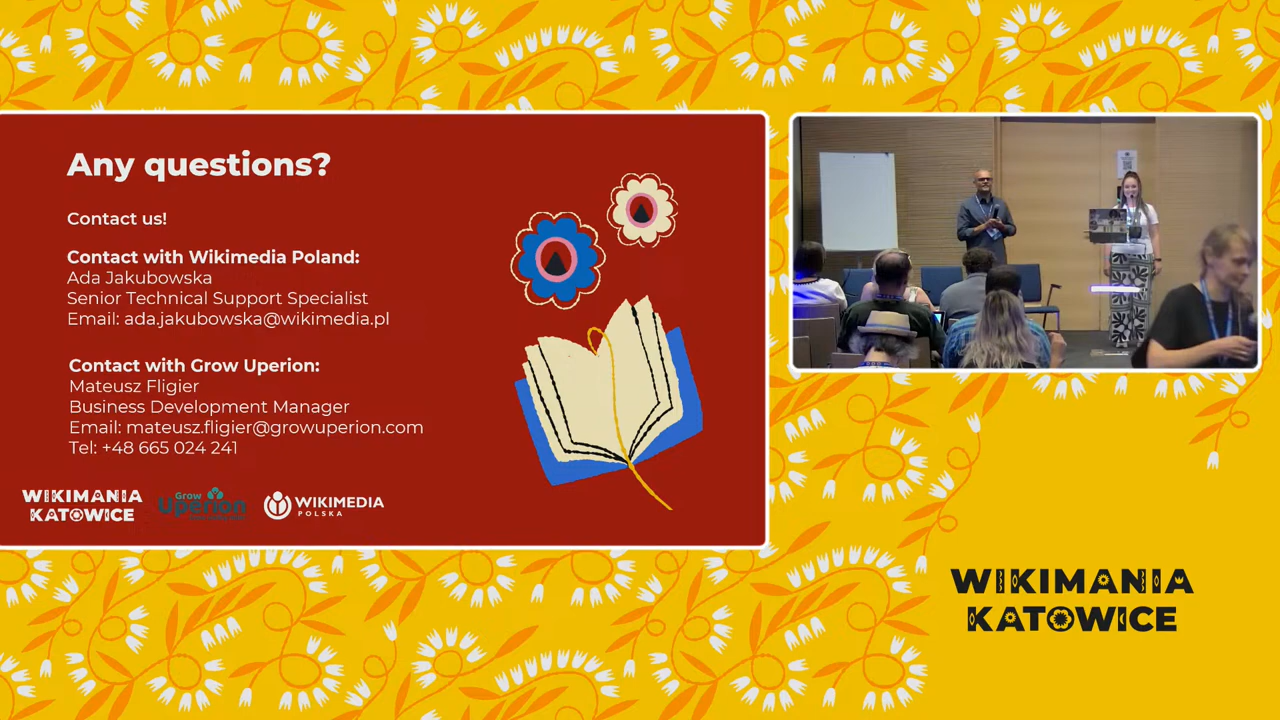 Any questions?
Contact us!
Contact with Wikimedia Poland:
Ada Jakubowska
Senior Technical Support Specialist
Email: ada.jakubowska@wikimedia.pl
Contact with Grow Uperion:
Mateusz Fligier
Business Development Manager
Email: mateusz.fligier@growuperion.com
Tel: +48 665 024 241
WIKIMANIA
KATOWICE
Grow
Uperion
WIKIMEDIA
POLSKA
WIKIMANIA
KATOWICE